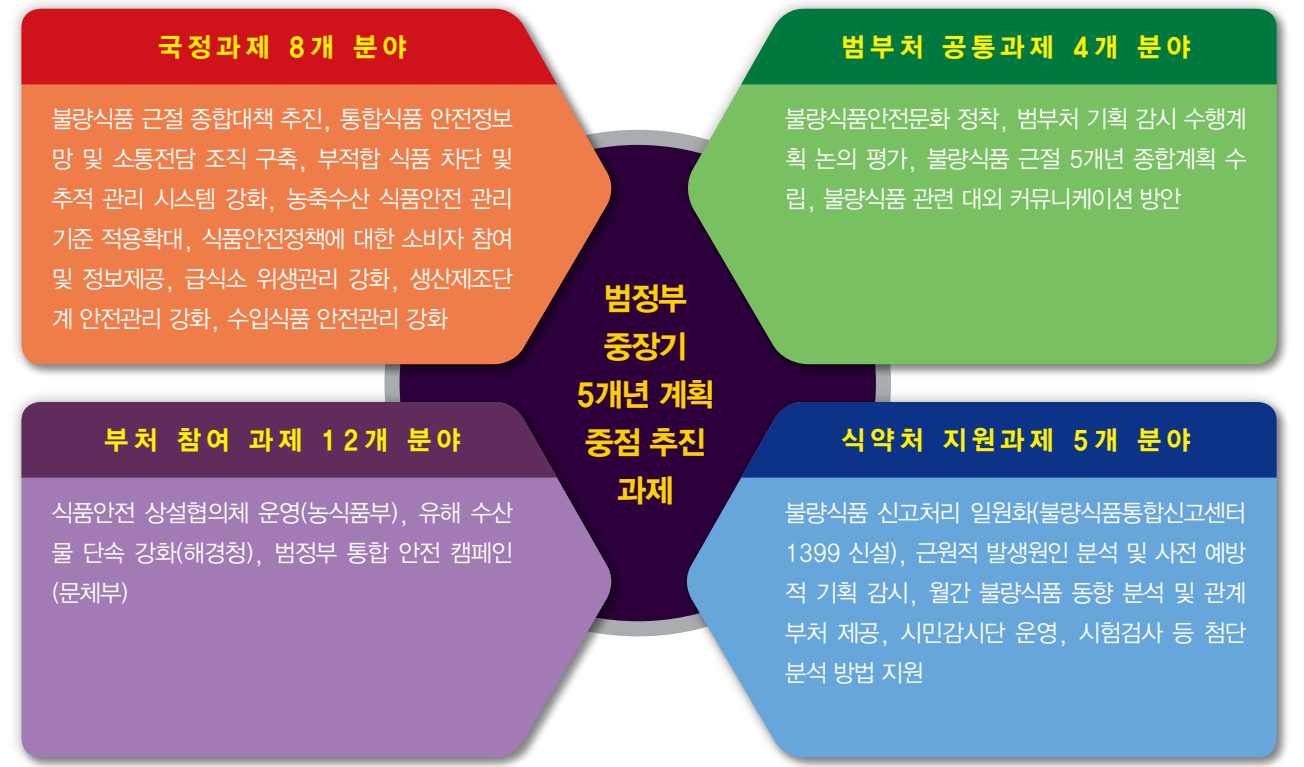 국정과제 8개 분야
불량식품 근절 종합대책 추진, 통합식품 안전정보
망 및 소통전담 조직 구축, 부적합 식품 차단 및
추적 관리 시스템 강화, 농축수산 식품안전 관리
기준 적용확대, 식품안전정책에 대한 소비자 참여
및 정보제공, 급식소 위생관리 강화, 생산제조단
계 안전관리 강화, 수입식품 안전관리 강화
범부처 공통과제 4개 분야
불량식품안전문화 정착, 범부처 기획 감시 수행계
획 논의 평가, 불량식품 근절 5개년 종합계획 수
립, 불량식품 관련 대외 커뮤니케이션 방안
범정부
중장기
5개년 계획
중점 추진
과제
부처 참여 과제 12개 분야
식품안전 상설협의체 운영(농식품부), 유해 수산
물 단속 강화(해경청), 범정부 통합 안전 캠페인
(문체부)
식약처 지원과제 5개 분야
불량식품 신고처리 일원화(불량식품통합신고센터
1399 신설), 근원적 발생원인 분석 및 사전 예방
적 기획 감시, 월간 불량식품 동향 분석 및 관계
부처 제공, 시민감시단 운영, 시험검사 등 첨단
분석 방법 지원